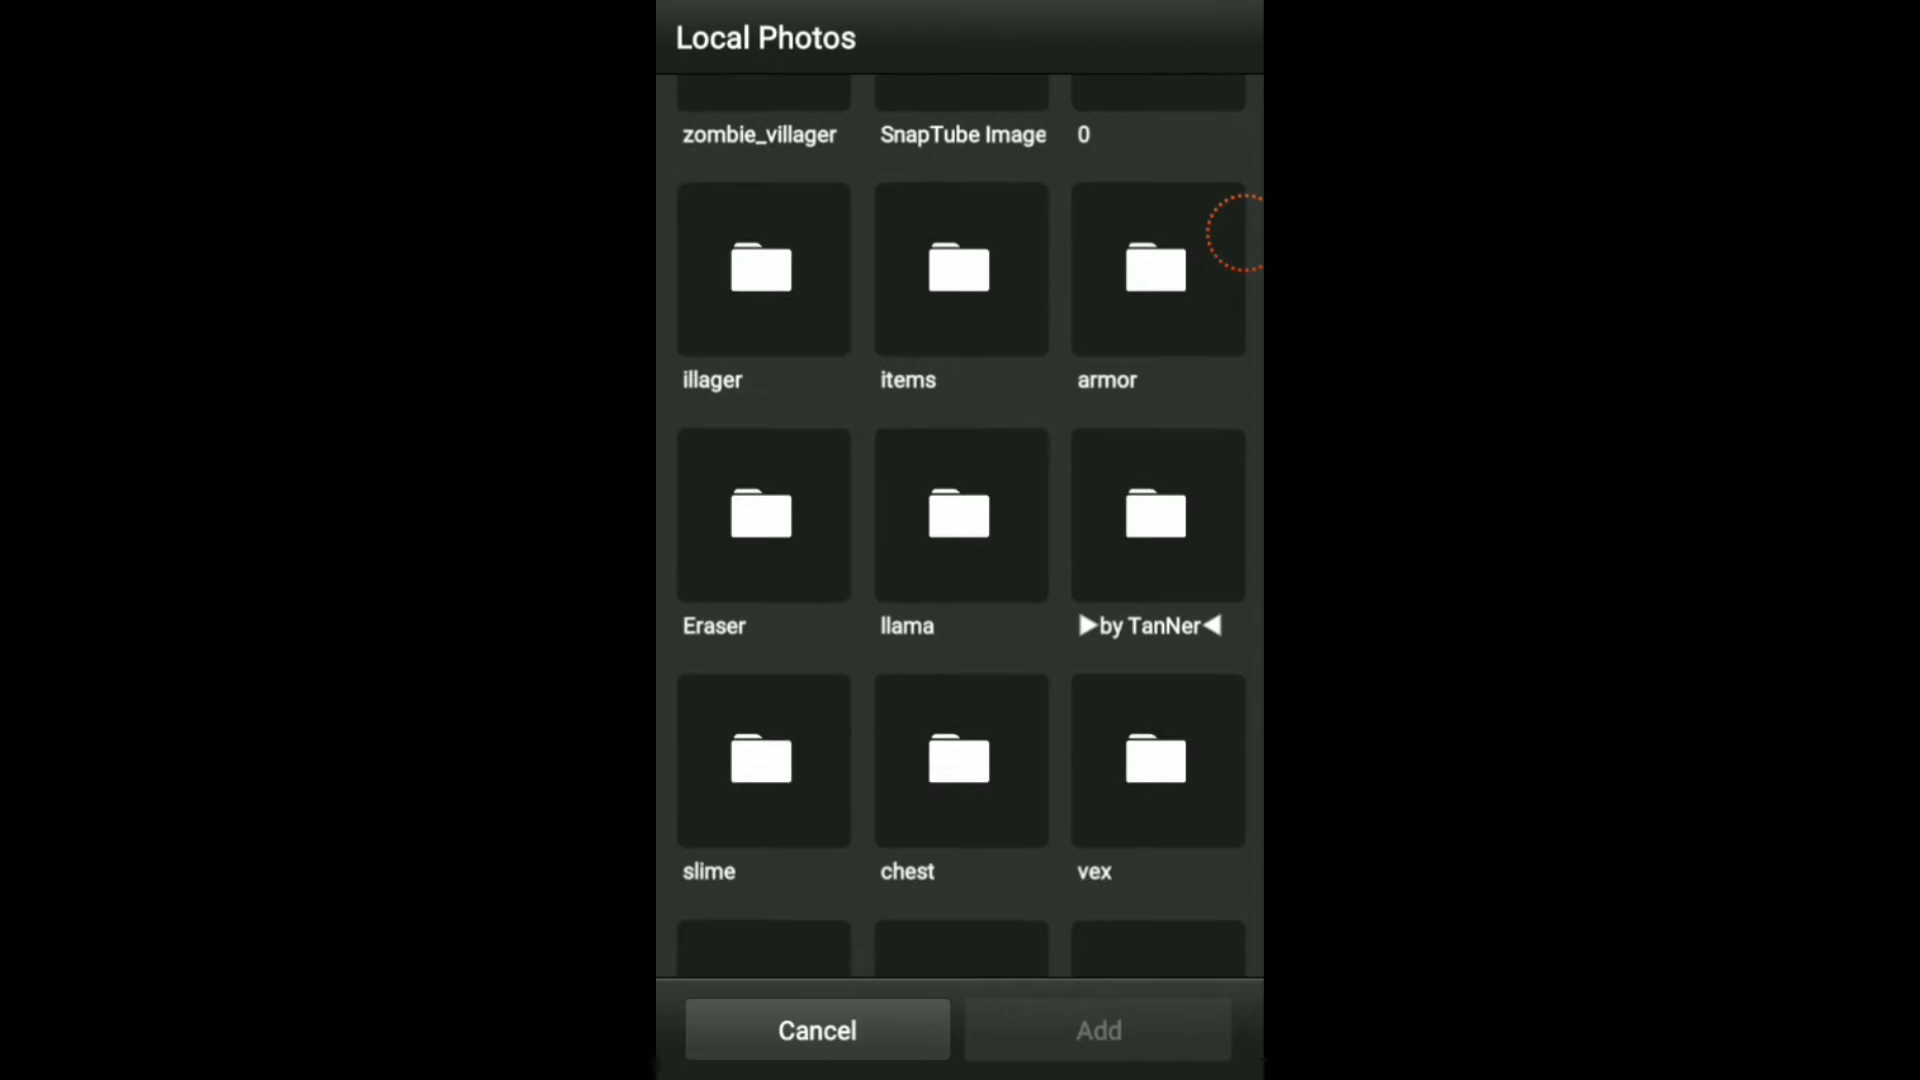 Local Photos
zombie_villager
SnapTube Image
0
illager
items
armor
Eraser
llama
▶by TanNer◀
slime
chest
vex
Cancel
Add